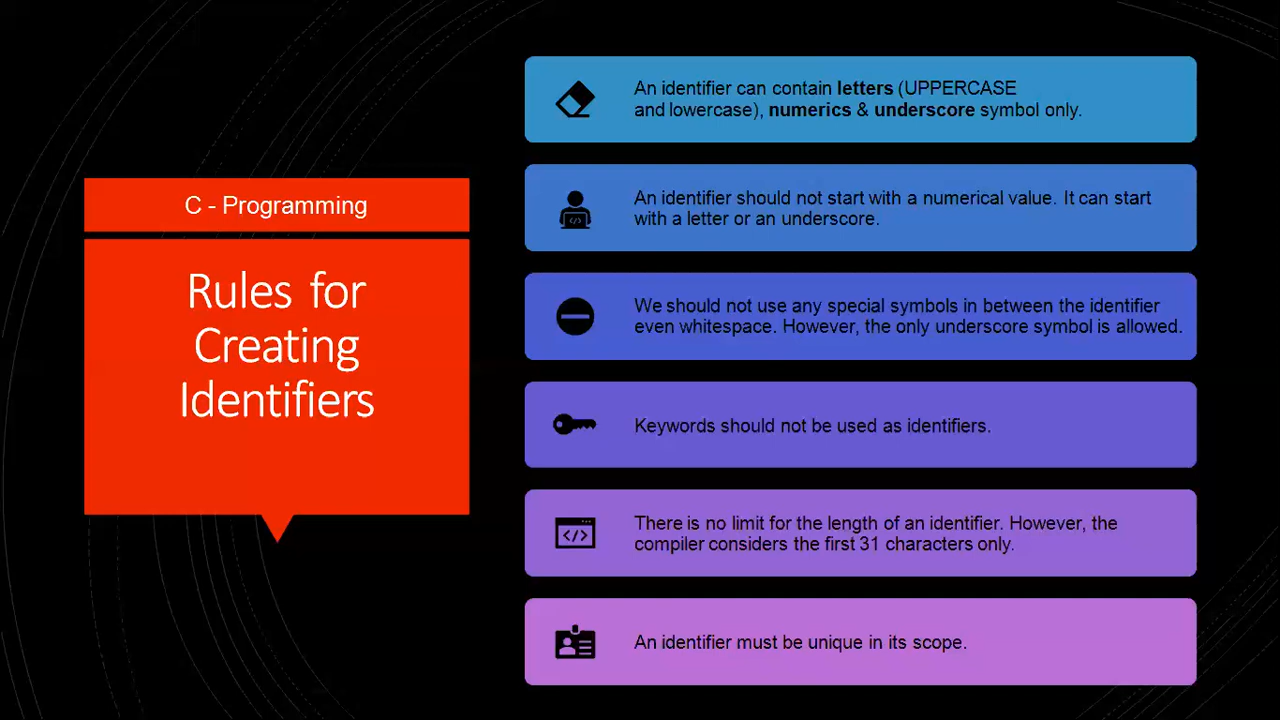 C - Programming
Rules for
Creating
Identifiers
An identifier can contain letters (UPPERCASE
and lowercase), numerics & underscore symbol only.
An identifier should not start with a numerical value. It can start
with a letter or an underscore.
We should not use any special symbols in between the identifier
even whitespace. However, the only underscore symbol is allowed.
Keywords should not be used as identifiers.
There is no limit for the length of an identifier. However, the
compiler considers the first 31 characters only.
An identifier must be unique in its scope.